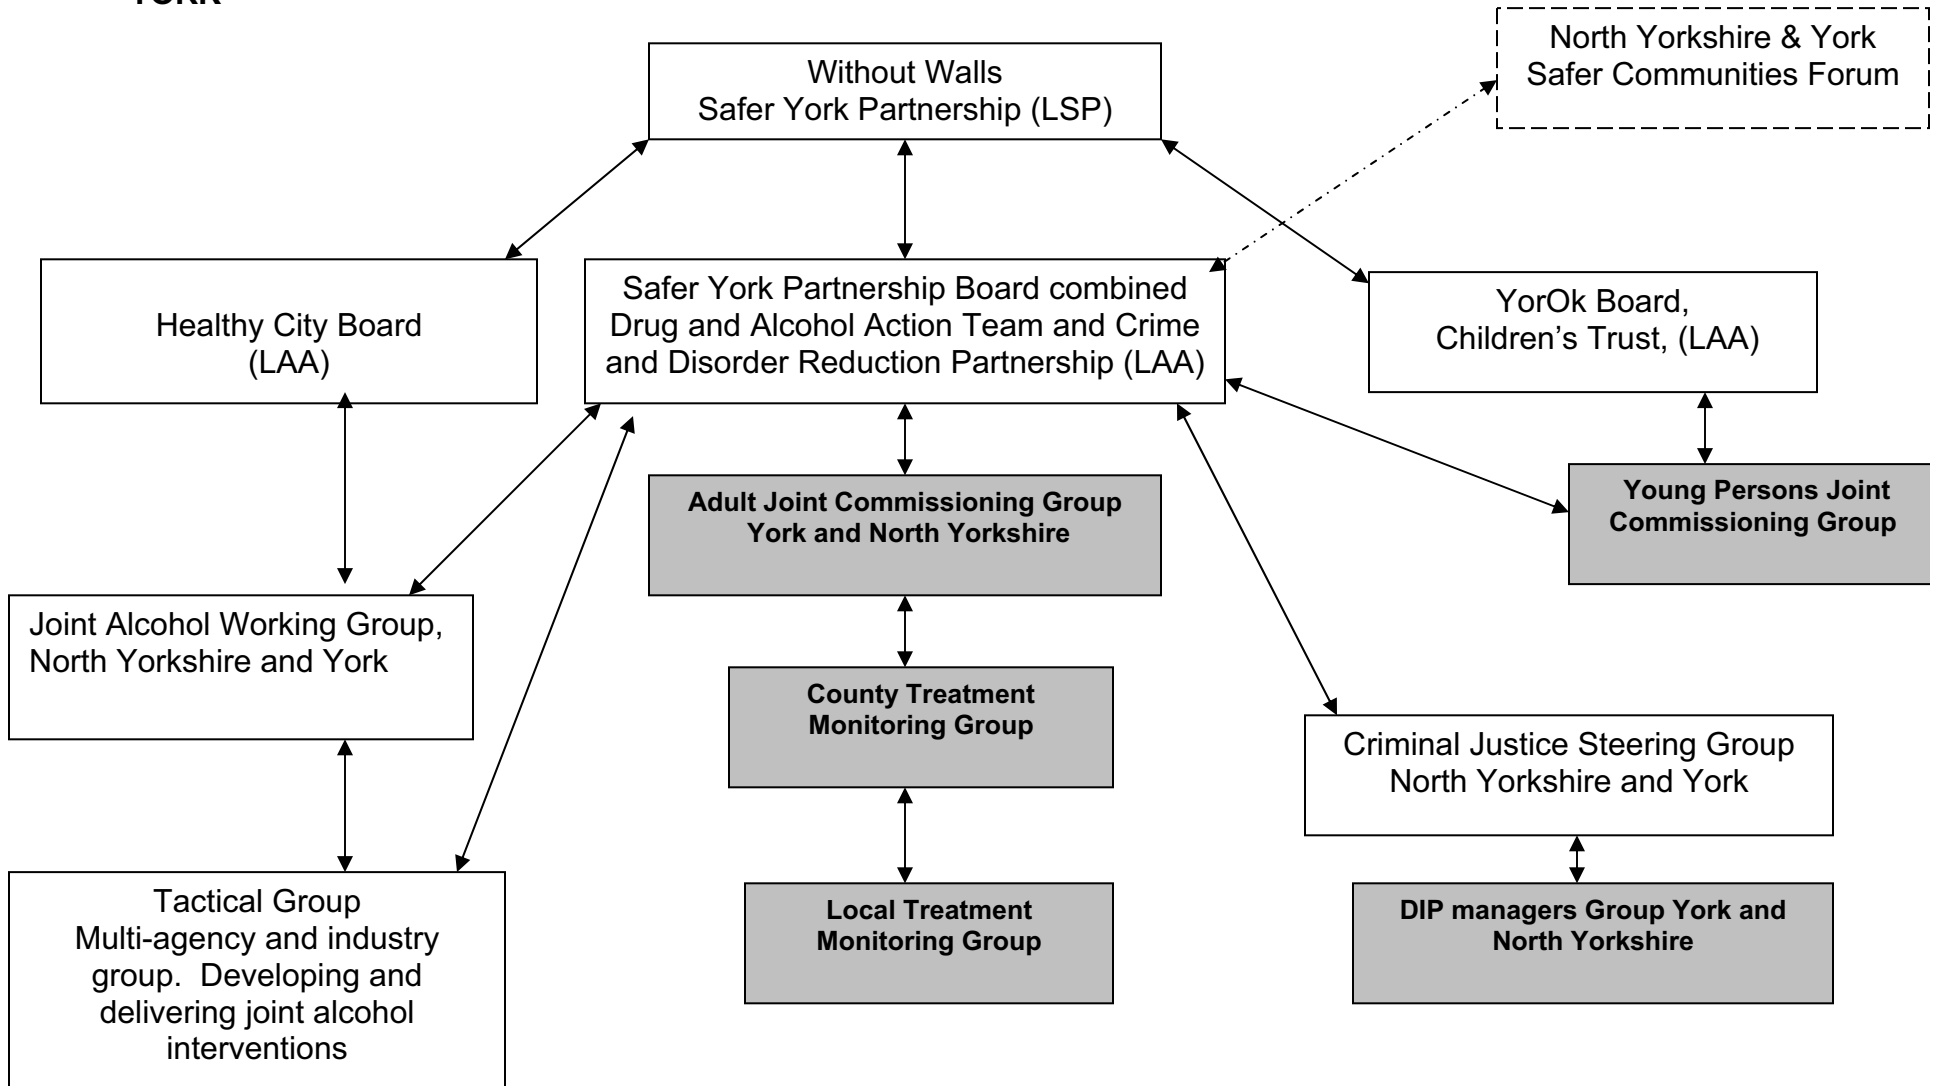 North Yorkshire & York
Safer Communities Forum
Without Walls
Safer York Partnership (LSP)
Healthy City Board
(LAA)
Safer York Partnership Board combined
Drug and Alcohol Action Team and Crime
and Disorder Reduction Partnership (LAA)
YorOk Board,
Children’s Trust, (LAA)
Adult Joint Commissioning Group
York and North Yorkshire
Young Persons Joint
Commissioning Group
Joint Alcohol Working Group,
North Yorkshire and York
County Treatment
Monitoring Group
Criminal Justice Steering Group
North Yorkshire and York
Tactical Group
Multi-agency and industry
group.  Developing and
delivering joint alcohol
interventions
Local Treatment
Monitoring Group
DIP managers Group York and
North Yorkshire